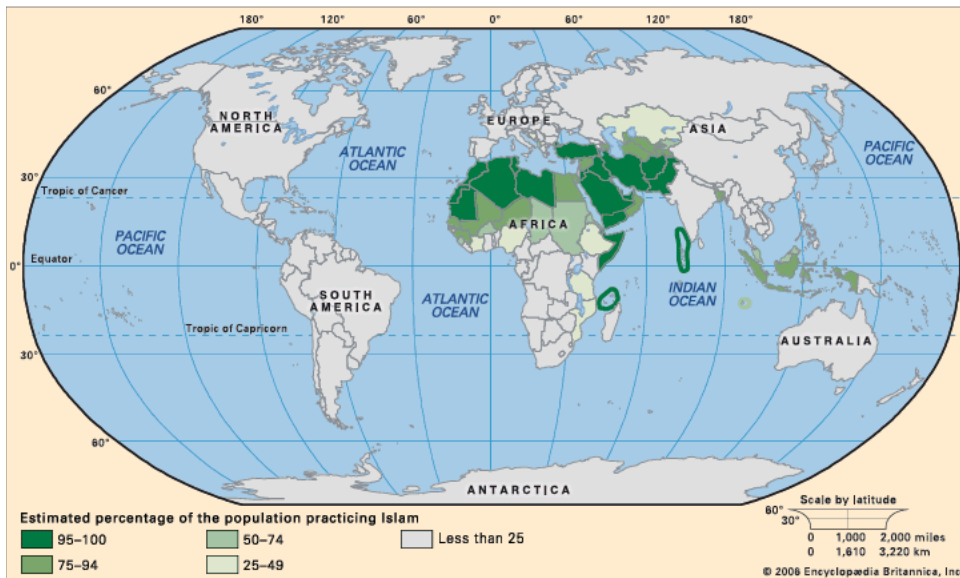 180° 120° 60° 0° 60° 120° 180°
60°
NORTH
AMERICA
EUROPE
ASIA
ATLANTIC
OCEAN
PACIFIC
OCEAN
30°
Tropic of Cancer
AFRICA
PACIFIC
OCEAN
Equator
0°
SOUTH
AMERICA
ATLANTIC
OCEAN
INDIAN
OCEAN
Tropic of Capricorn
AUSTRALIA
30°
60°
ANTARCTICA
Estimated percentage of the population practicing Islam
95–100 50–74 Less than 25
75–94 25–49
Scale by latitude
60°
30°
0 1,000 2,000 miles
0 1,610 3,220 km
© 2006 Encyclopædia Britannica, Inc